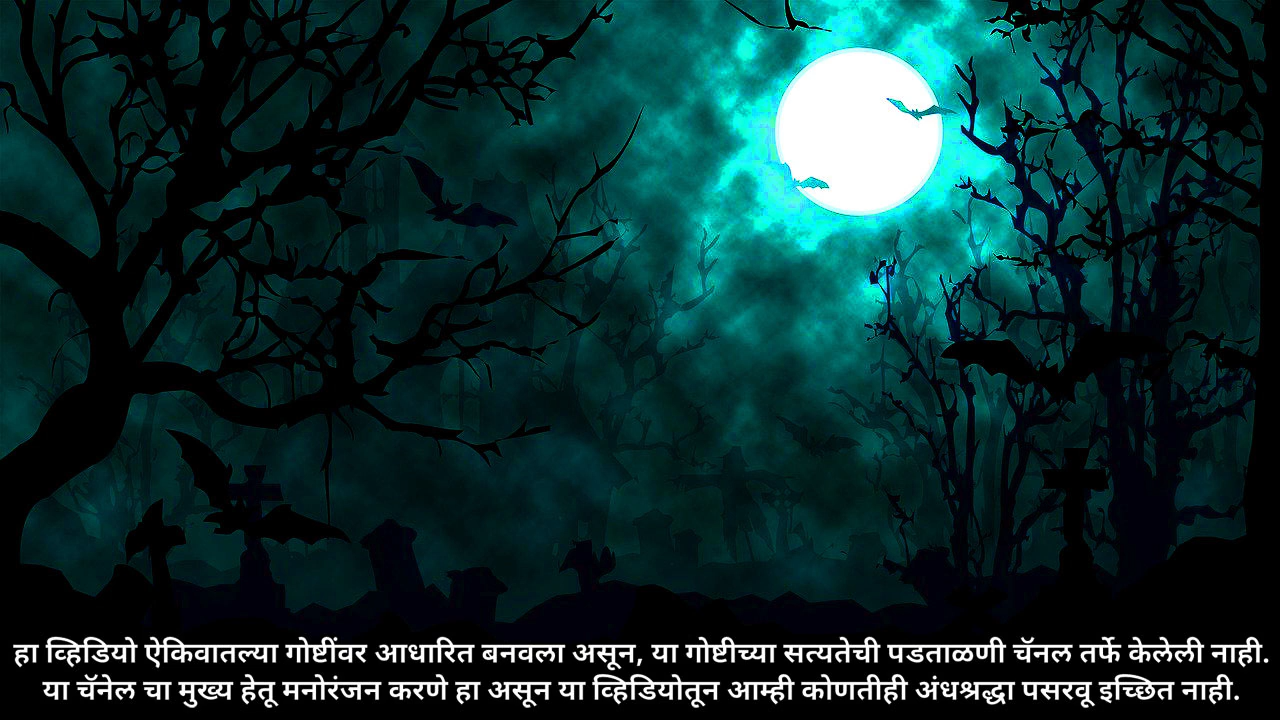 हा व्हिडियो ऐकिवातल्या गोष्टींवर आधारित बनवला असून, या गोष्टीच्या सत्यतेची पडताळणी चॅनल तर्फे केलेली नाही.
या चॅनेल चा मुख्य हेतू मनोरंजन करणे हा असून या व्हिडियोतून आम्ही कोणतीही अंधश्रद्धा पसरवू इच्छित नाही.